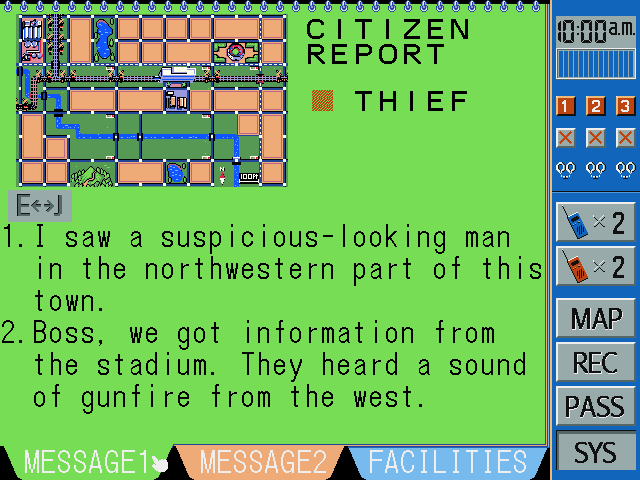 CITIZEN
REPORT
THIEF
100Ft
E↔J
1. I saw a suspicious-looking man
in the northwestern part of this
town.
2. Boss, we got information from
the stadium. They heard a sound
of gunfire from the west.
MESSAGE1
MESSAGE2
FACILITIES
10:00 a.m.
1 2 3
× × ×
×2
×2
MAP
REC
PASS
SYS